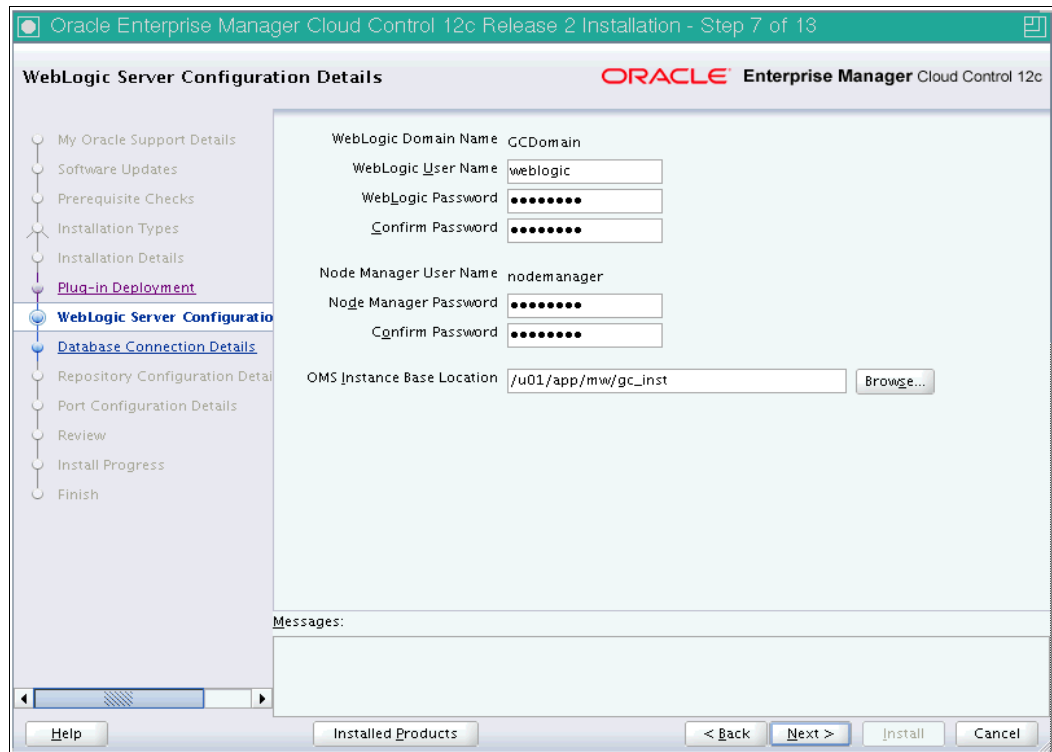 Oracle Enterprise Manager Cloud Control 12c Release 2 Installation - Step 7 of 13
WebLogic Server Configuration Details
ORACLE Enterprise Manager Cloud Control 12c
My Oracle Support Details
Software Updates
Prerequisite Checks
Installation Types
Installation Details
Plug-in Deployment
WebLogic Server Configuratio
Database Connection Details
Repository Configuration Detai
Port Configuration Details
Review
Install Progress
Finish
WebLogic Domain Name GCDomain
WebLogic User Name weblogic
WebLogic Password ••••••••
Confirm Password ••••••••
Node Manager User Name nodemanager
Node Manager Password ••••••••
Confirm Password ••••••••
OMS Instance Base Location /u01/app/mw/gc_inst Browse...
Messages:
Help Installed Products < Back Next > Install Cancel